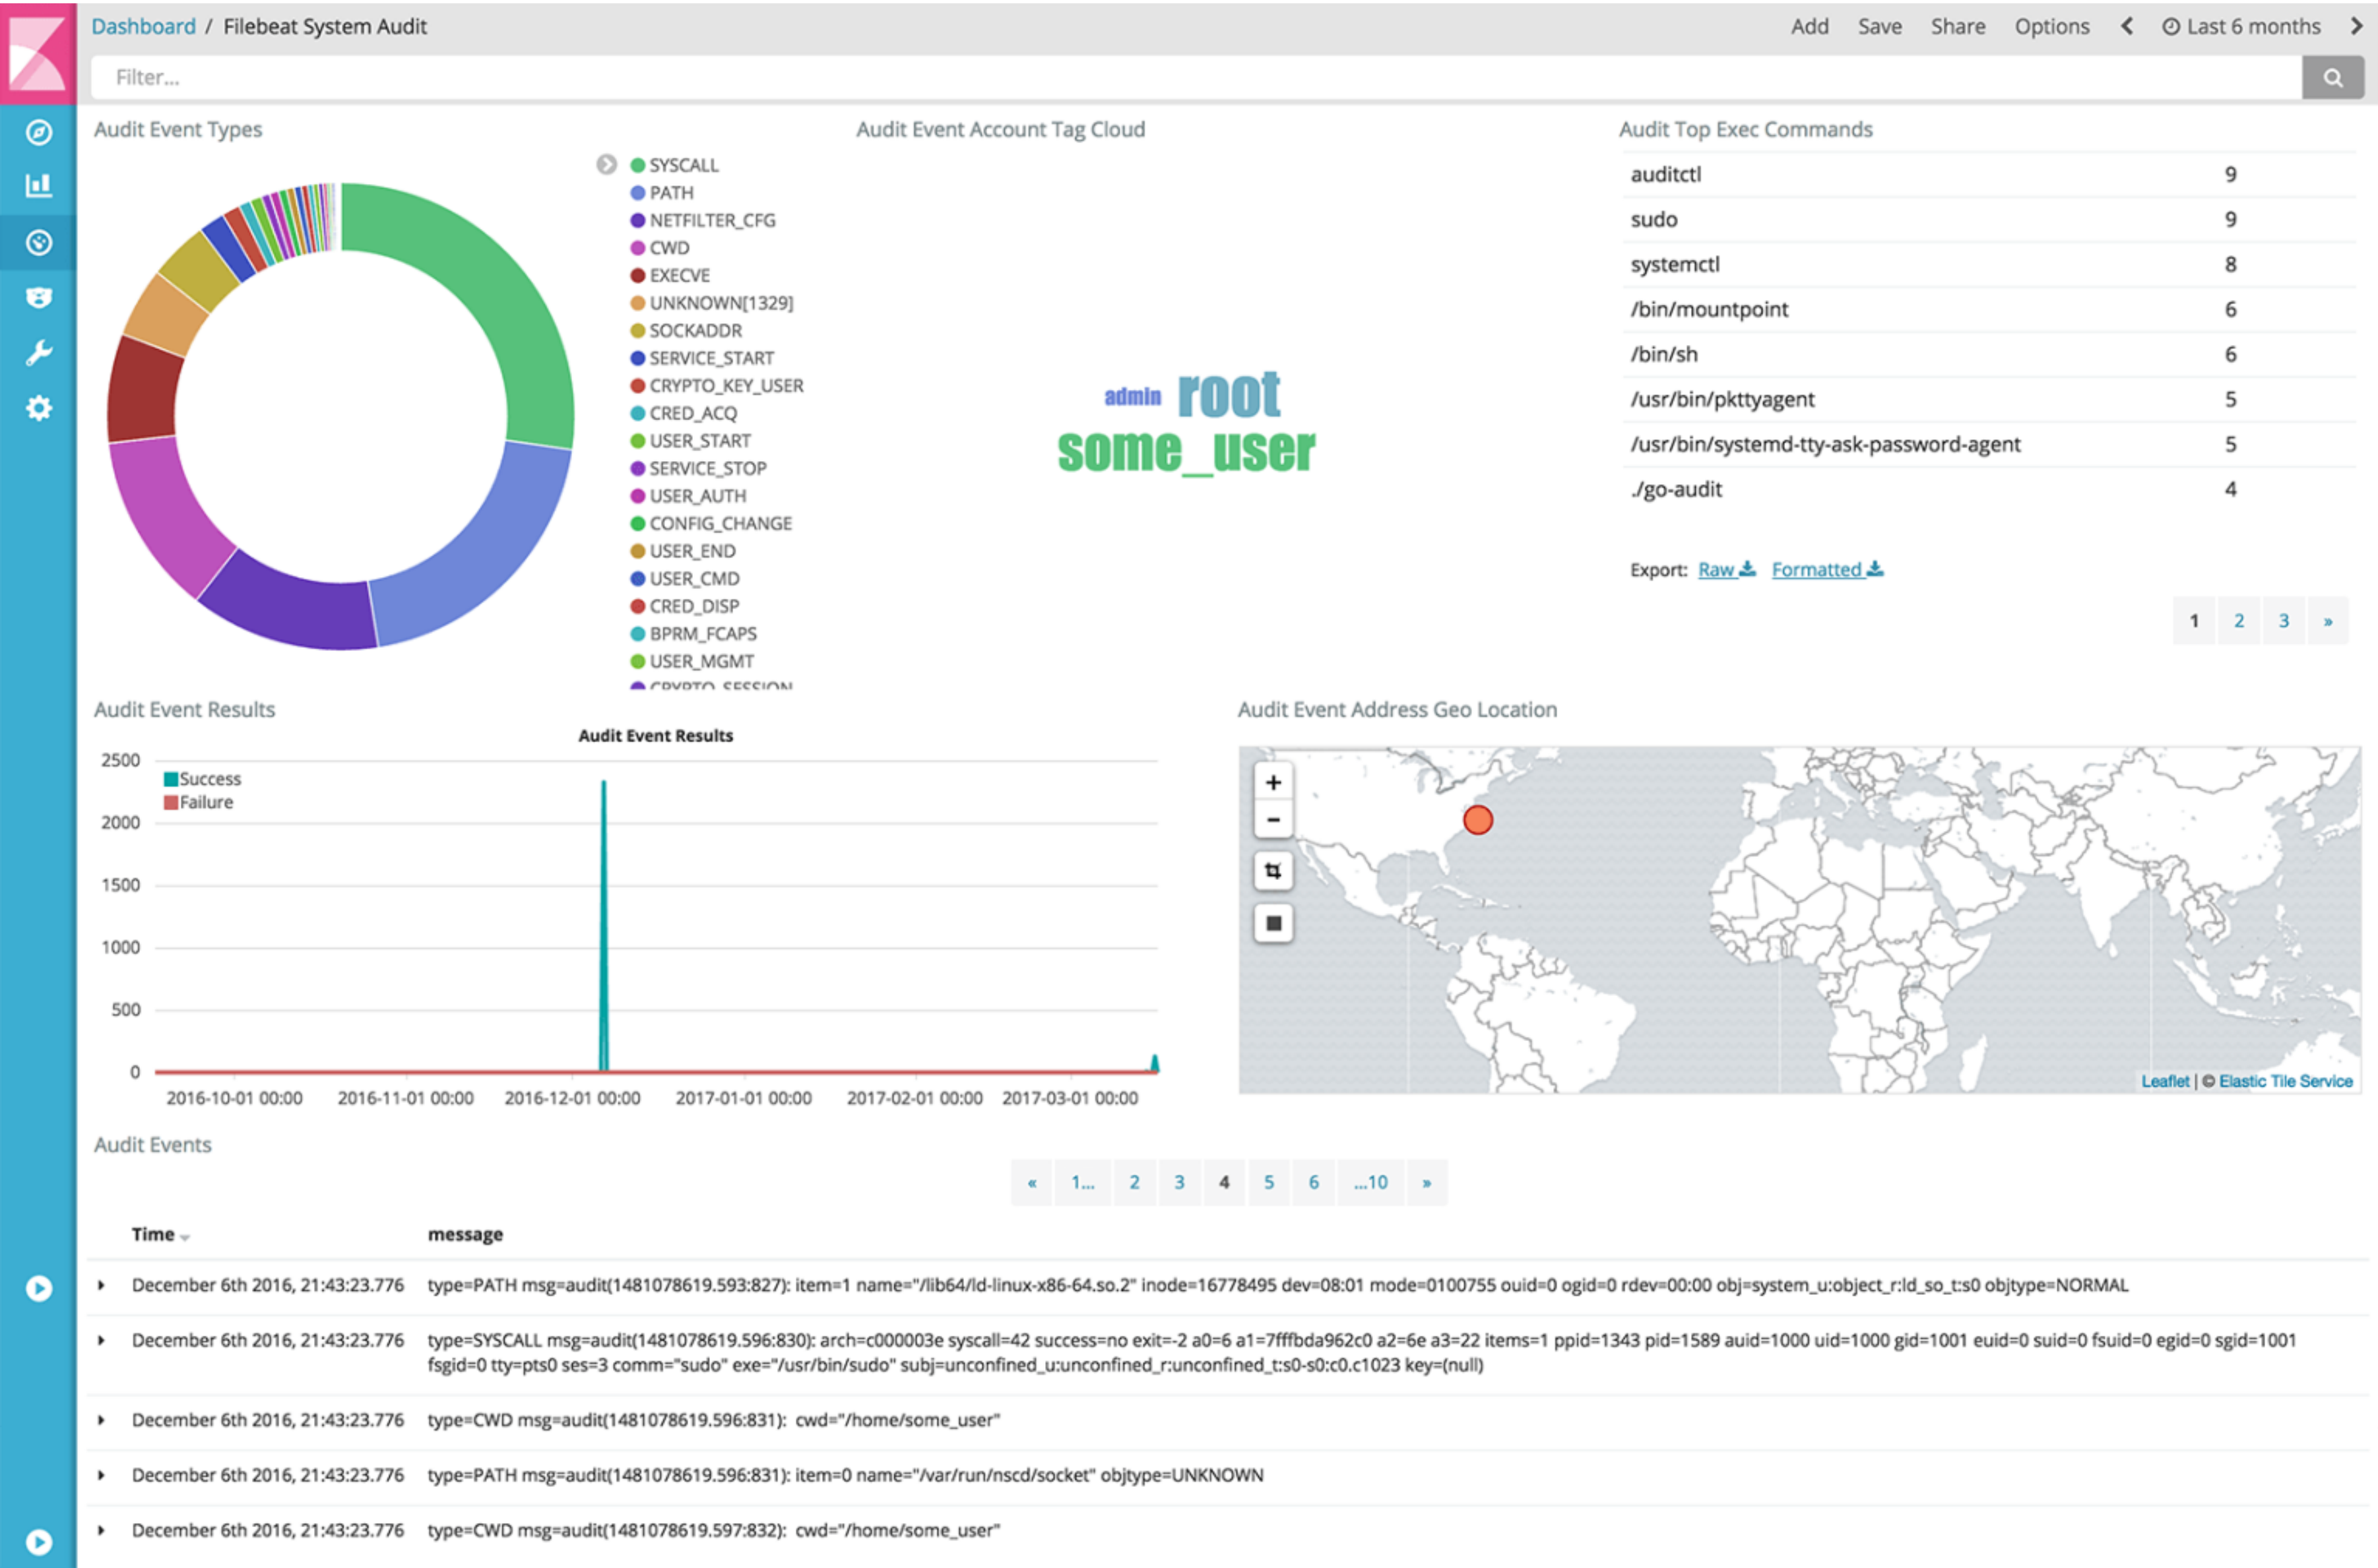 Dashboard / Filebeat System Audit
Add Save Share Options Last 6 months
Filter...
Audit Event Types
SYSCALL
PATH
NETFILTER_CFG
CWD
EXECVE
UNKNOWN[1329]
SOCKADDR
SERVICE_START
CRYPTO_KEY_USER
CRED_ACQ
USER_START
SERVICE_STOP
USER_AUTH
CONFIG_CHANGE
USER_END
USER_CMD
CRED_DISP
BPRM_FCAPS
USER_MGMT
CRYPTO_SESSION
Audit Event Account Tag Cloud
admin root
some_user
Audit Top Exec Commands
auditctl 9
sudo 9
systemctl 8
/bin/mountpoint 6
/bin/sh 6
/usr/bin/pkttyagent 5
/usr/bin/systemd-tty-ask-password-agent 5
./go-audit 4
Export: Raw Formatted
1 2 3 »
Audit Event Results
Audit Event Results
2500
2000
1500
1000
500
0
Success
Failure
2016-10-01 00:00 2016-11-01 00:00 2016-12-01 00:00 2017-01-01 00:00 2017-02-01 00:00 2017-03-01 00:00
Audit Event Address Geo Location
+
−
Leaflet | © Elastic Tile Service
Audit Events
« 1... 2 3 4 5 6 ...10 »
Time message
December 6th 2016, 21:43:23.776 type=PATH msg=audit(1481078619.593:827): item=1 name="/lib64/ld-linux-x86-64.so.2" inode=16778495 dev=08:01 mode=0100755 ouid=0 ogid=0 rdev=00:00 obj=system_u:object_r:ld_so_t:s0 objtype=NORMAL
December 6th 2016, 21:43:23.776 type=SYSCALL msg=audit(1481078619.596:830): arch=c000003e syscall=42 success=no exit=-2 a0=6 a1=7fffbda962c0 a2=6e a3=22 items=1 ppid=1343 pid=1589 auid=1000 uid=1000 gid=1001 euid=0 suid=0 fsuid=0 egid=0 sgid=1001
fsgid=0 tty=pts0 ses=3 comm="sudo" exe="/usr/bin/sudo" subj=unconfined_u:unconfined_r:unconfined_t:s0-s0:c0.c1023 key=(null)
December 6th 2016, 21:43:23.776 type=CWD msg=audit(1481078619.596:831): cwd="/home/some_user"
December 6th 2016, 21:43:23.776 type=PATH msg=audit(1481078619.596:831): item=0 name="/var/run/nscd/socket" objtype=UNKNOWN
December 6th 2016, 21:43:23.776 type=CWD msg=audit(1481078619.597:832): cwd="/home/some_user"